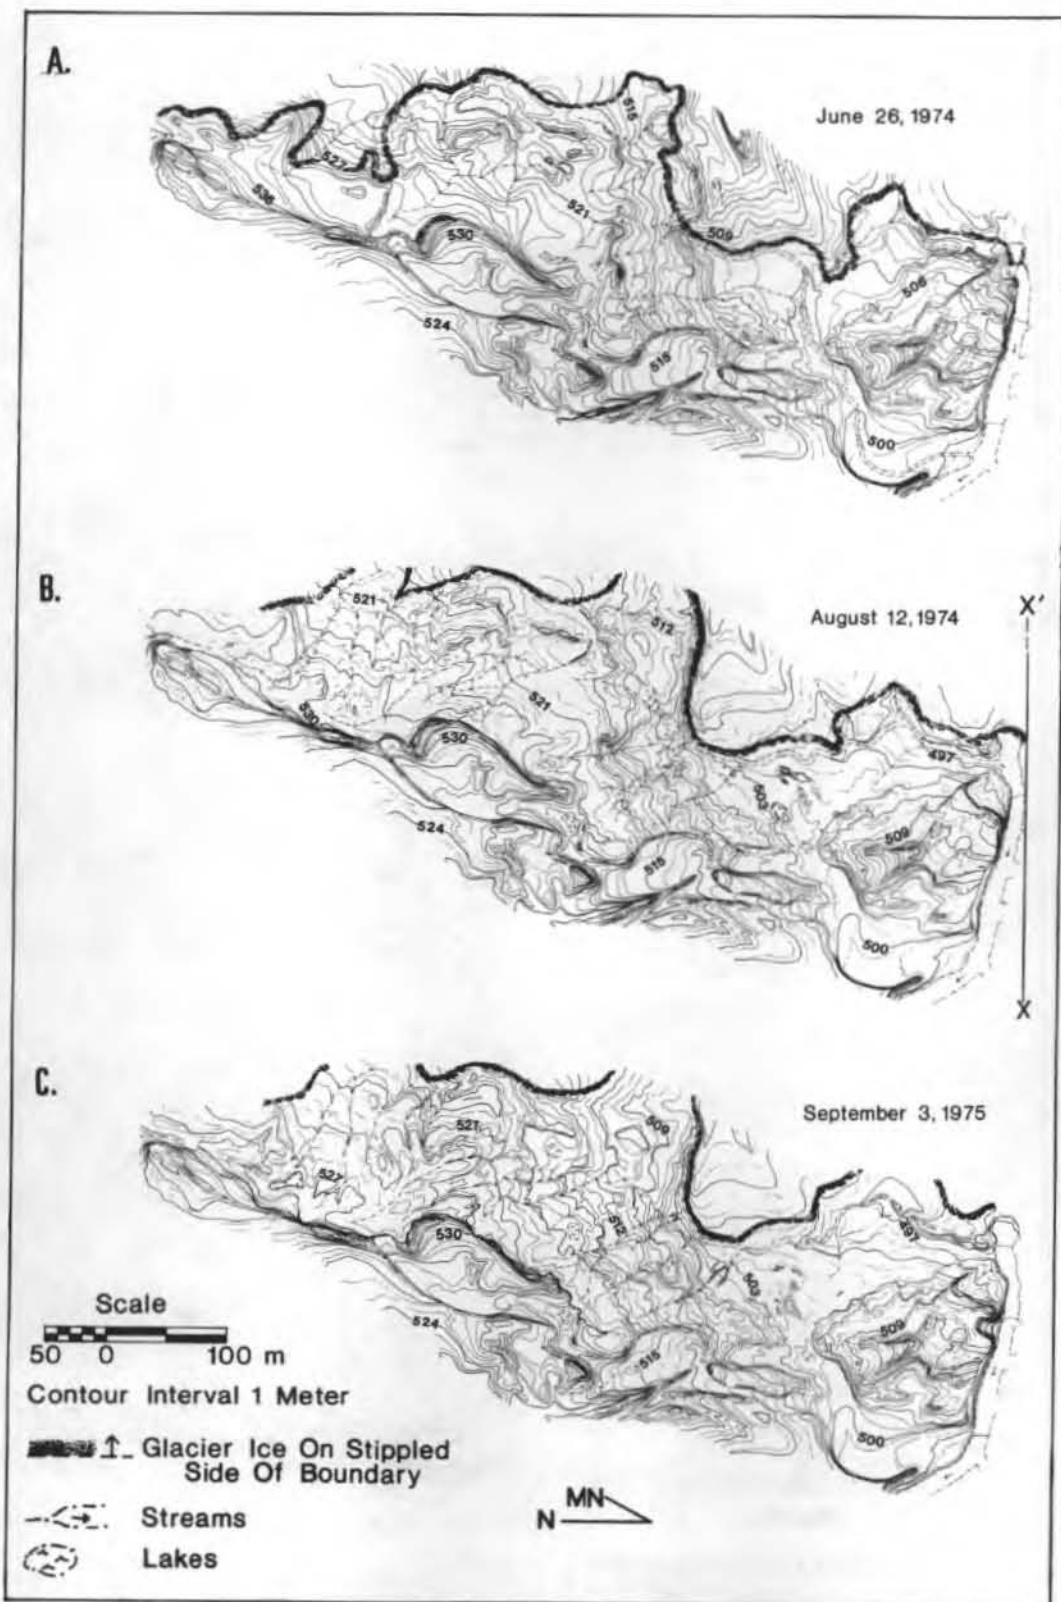 A.
June 26, 1974
515
527
536
521
530
509
506
524
515
500
B.
August 12, 1974
X'
521
512
530
521
530
497
503
524
509
515
500
X
C.
September 3, 1975
521
509
527
512
497
530
503
524
509
515
500
Scale
50 0 100 m
Contour Interval 1 Meter
Glacier Ice On Stippled
Side Of Boundary
MN
N
Streams
Lakes